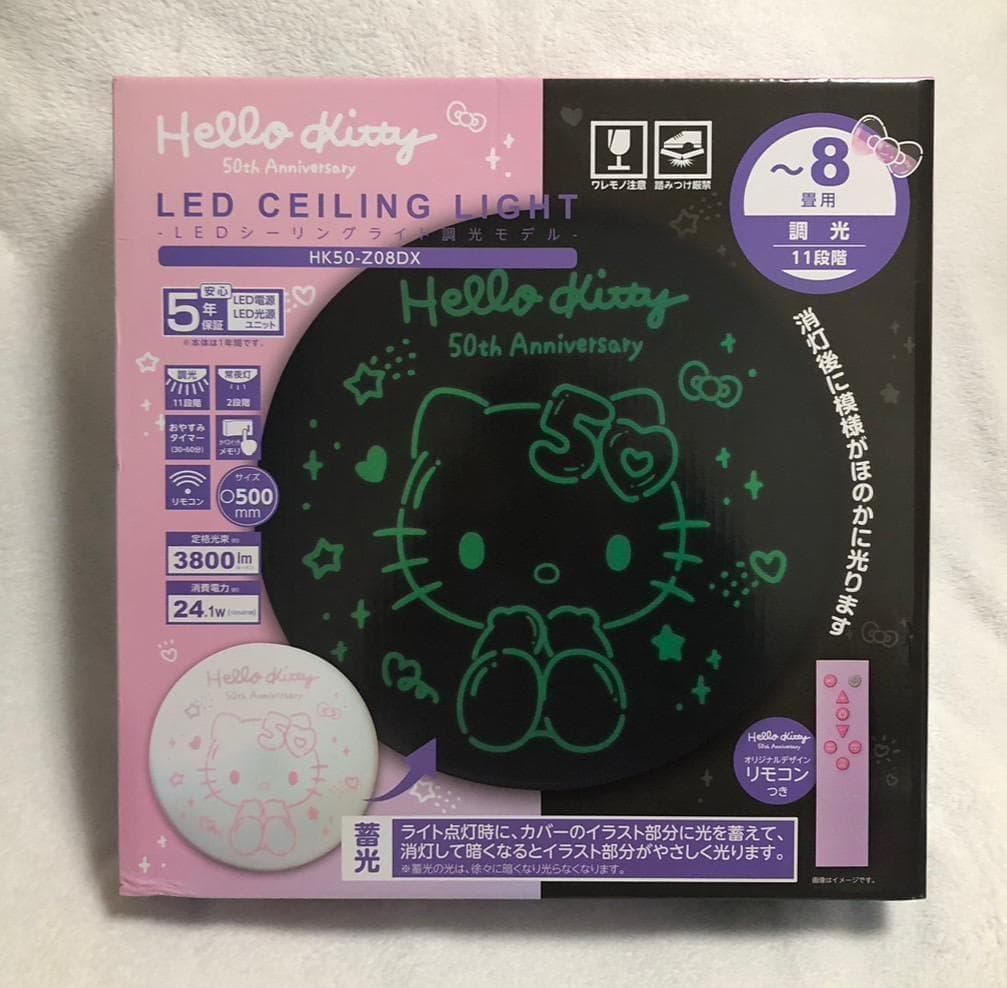 Hello Kitty
50th Anniversary
LED CEILING LIGHT
-LEDシーリングライト調光モデル-
HK50-Z08DX
安心
5年保証
LED電源
LED光源
ユニット
※本体は1年間です。
調光
11段階
常夜灯
2段階
おやすみ
タイマー
(30・60分)
メモリ
リモコン
サイズ
○500
mm
定格光束
3800lm
消費電力
24.1W
ワレモノ注意
踏みつけ厳禁
~8
畳用
調光
11段階
Hello Kitty
50th Anniversary
50
消灯後に模様がほのかに光ります
Hello Kitty
50th Anniversary
50
Hello Kitty
50th Anniversary
オリジナルデザイン
リモコン
つき
蓄光
ライト点灯時に、カバーのイラスト部分に光を蓄えて、
消灯して暗くなるとイラスト部分がやさしく光ります。
※蓄光の光は、徐々に暗くなり光らなくなります。
画像はイメージです。